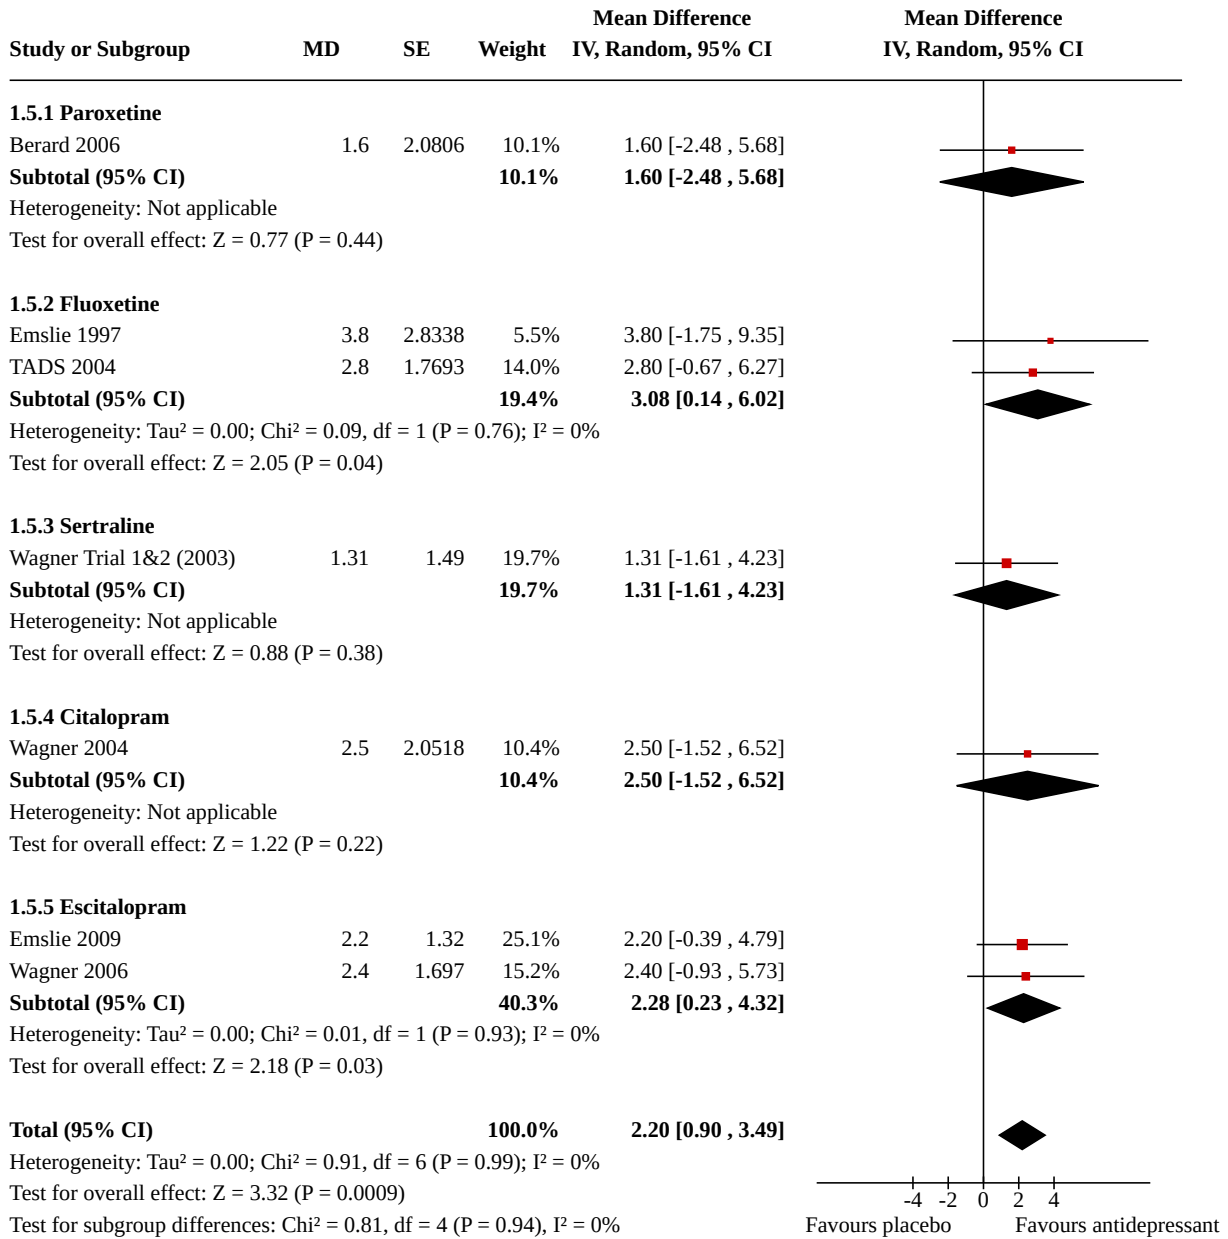 Mean Difference Mean Difference
Study or Subgroup MD SE Weight IV, Random, 95% CI IV, Random, 95% CI
1.5.1 Paroxetine
Berard 2006 1.6 2.0806 10.1% 1.60 [-2.48 , 5.68]
Subtotal (95% CI) 10.1% 1.60 [-2.48 , 5.68]
Heterogeneity: Not applicable
Test for overall effect: Z = 0.77 (P = 0.44)
1.5.2 Fluoxetine
Emslie 1997 3.8 2.8338 5.5% 3.80 [-1.75 , 9.35]
TADS 2004 2.8 1.7693 14.0% 2.80 [-0.67 , 6.27]
Subtotal (95% CI) 19.4% 3.08 [0.14 , 6.02]
Heterogeneity: Tau² = 0.00; Chi² = 0.09, df = 1 (P = 0.76); I² = 0%
Test for overall effect: Z = 2.05 (P = 0.04)
1.5.3 Sertraline
Wagner Trial 1&2 (2003) 1.31 1.49 19.7% 1.31 [-1.61 , 4.23]
Subtotal (95% CI) 19.7% 1.31 [-1.61 , 4.23]
Heterogeneity: Not applicable
Test for overall effect: Z = 0.88 (P = 0.38)
1.5.4 Citalopram
Wagner 2004 2.5 2.0518 10.4% 2.50 [-1.52 , 6.52]
Subtotal (95% CI) 10.4% 2.50 [-1.52 , 6.52]
Heterogeneity: Not applicable
Test for overall effect: Z = 1.22 (P = 0.22)
1.5.5 Escitalopram
Emslie 2009 2.2 1.32 25.1% 2.20 [-0.39 , 4.79]
Wagner 2006 2.4 1.697 15.2% 2.40 [-0.93 , 5.73]
Subtotal (95% CI) 40.3% 2.28 [0.23 , 4.32]
Heterogeneity: Tau² = 0.00; Chi² = 0.01, df = 1 (P = 0.93); I² = 0%
Test for overall effect: Z = 2.18 (P = 0.03)
Total (95% CI) 100.0% 2.20 [0.90 , 3.49]
Heterogeneity: Tau² = 0.00; Chi² = 0.91, df = 6 (P = 0.99); I² = 0%
Test for overall effect: Z = 3.32 (P = 0.0009) -4 -2 0 2 4
Test for subgroup differences: Chi² = 0.81, df = 4 (P = 0.94), I² = 0% Favours placebo Favours antidepressant